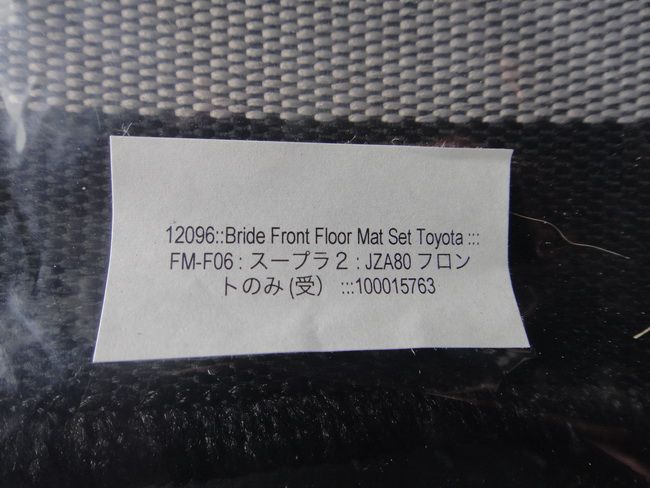 12096::Bride Front Floor Mat Set Toyota :::
FM-F06 : スープラ２ : JZA80 フロン
トのみ (受） :::100015763